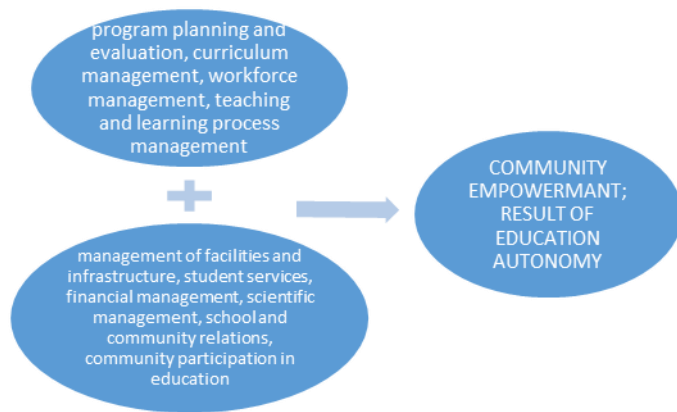 program planning and
evaluation, curriculum
management, workforce
management, teaching
and learning process
management
management of facilities and
infrastructure, student services,
financial management, scientific
management, school and
community relations,
community participation in
education
COMMUNITY
EMPOWERMANT;
RESULT OF
EDUCATION
AUTONOMY